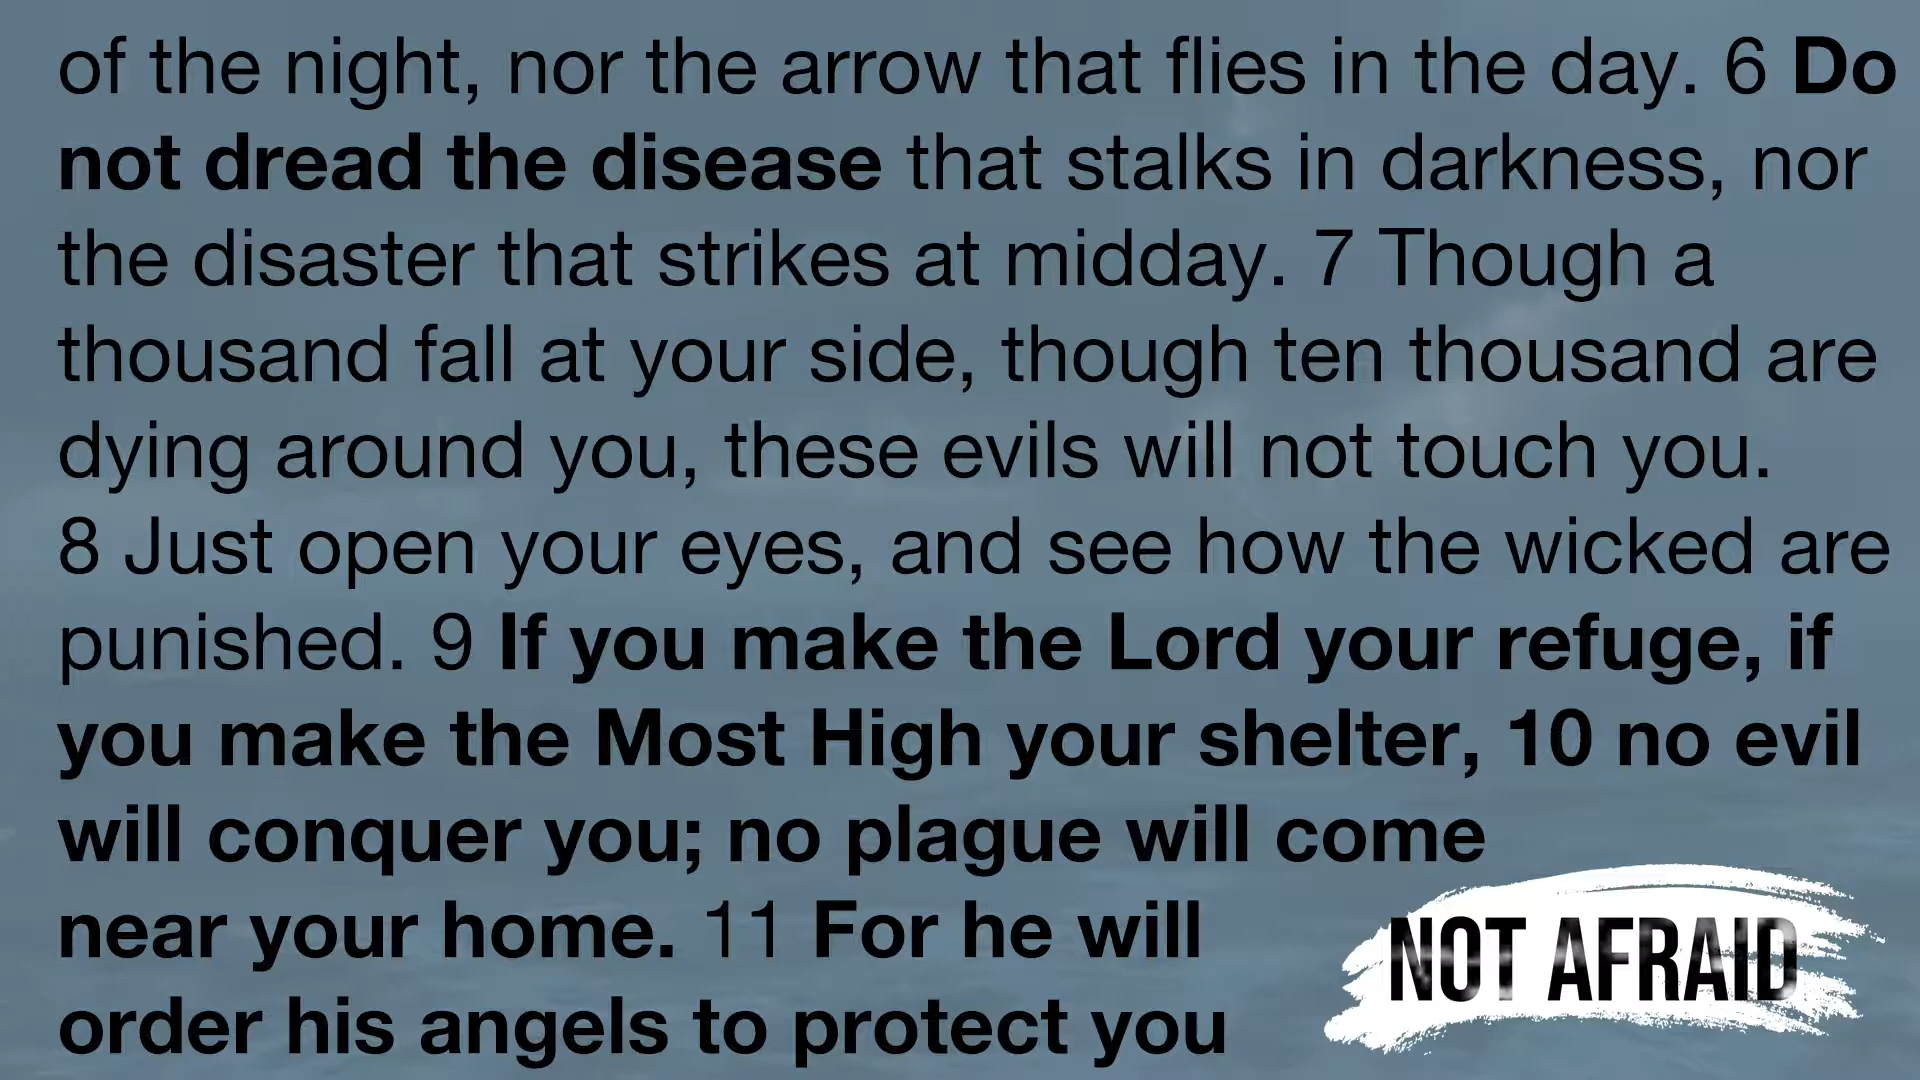 of the night, nor the arrow that flies in the day. 6 Do
not dread the disease that stalks in darkness, nor
the disaster that strikes at midday. 7 Though a
thousand fall at your side, though ten thousand are
dying around you, these evils will not touch you.
8 Just open your eyes, and see how the wicked are
punished. 9 If you make the Lord your refuge, if
you make the Most High your shelter, 10 no evil
will conquer you; no plague will come
near your home. 11 For he will
order his angels to protect you
NOT AFRAID